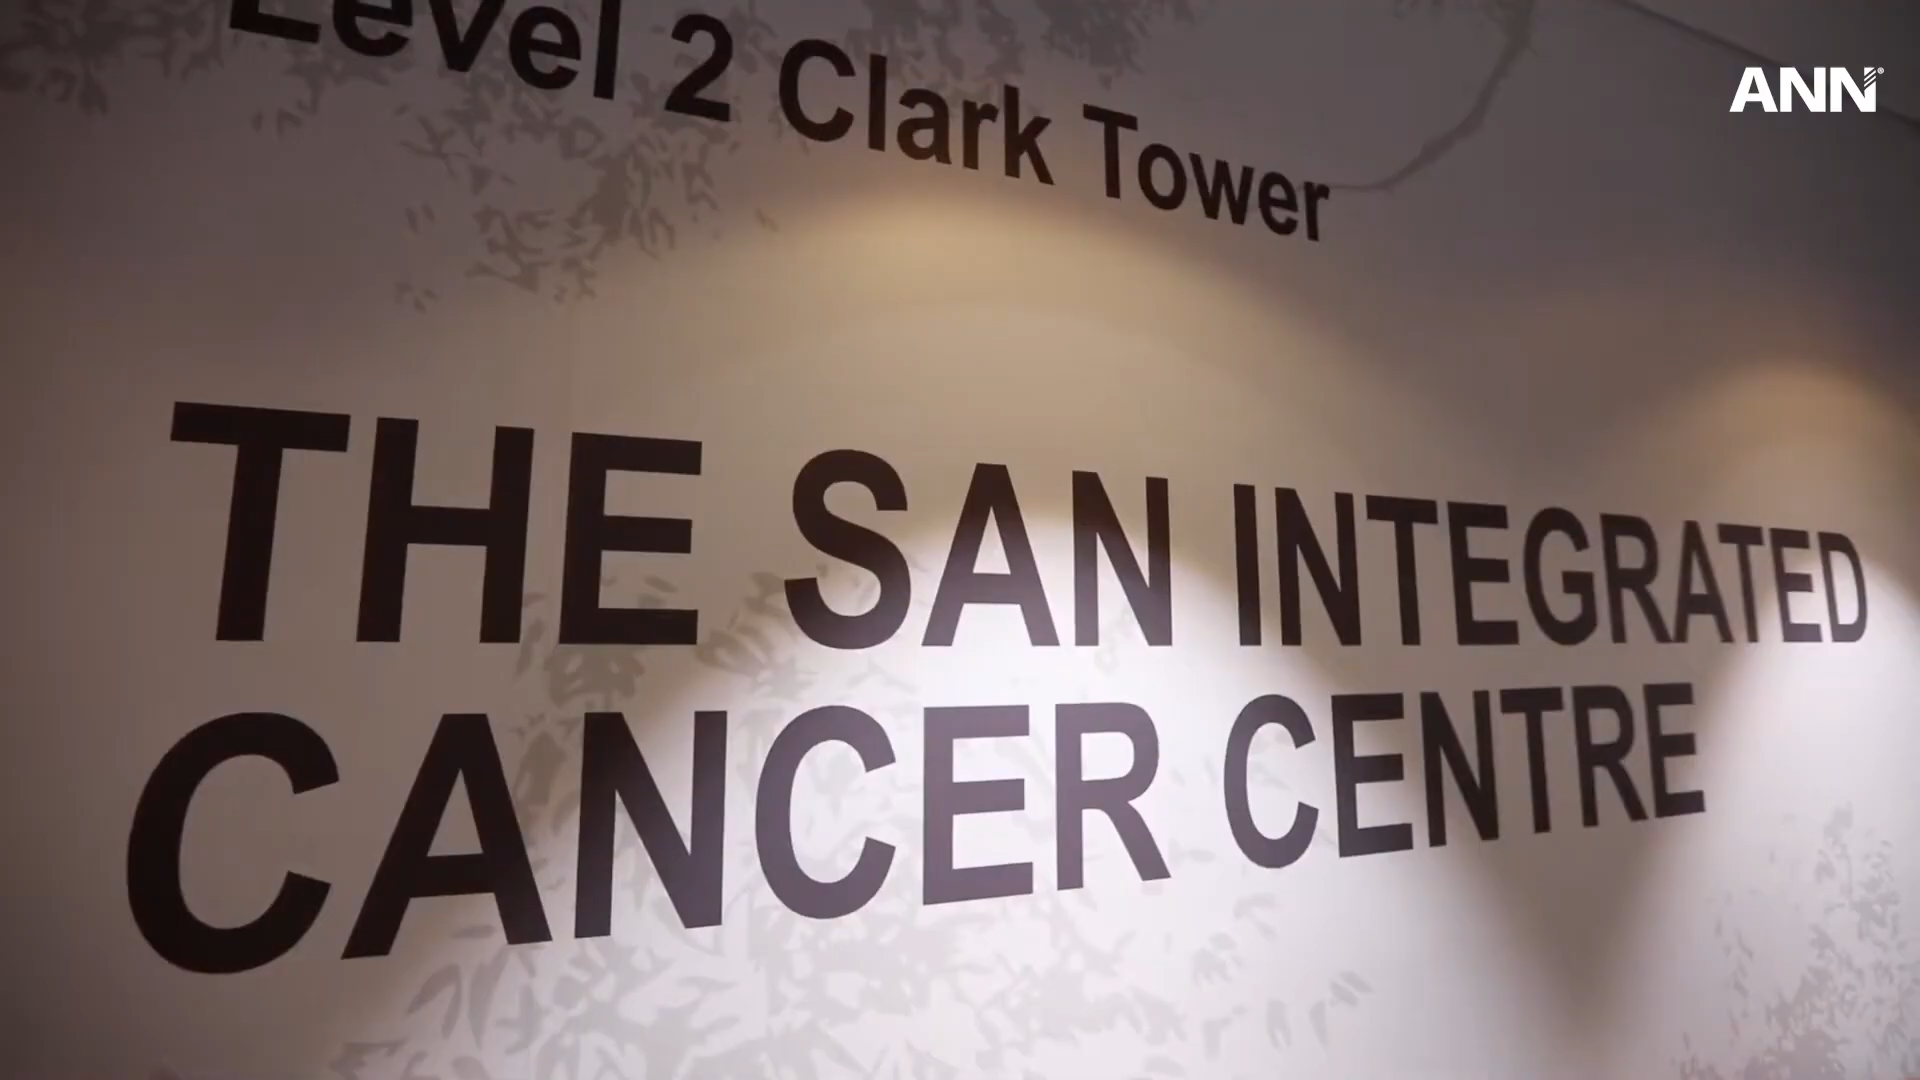 Level 2 Clark Tower
ANN
THE SAN INTEGRATED
CANCER CENTRE